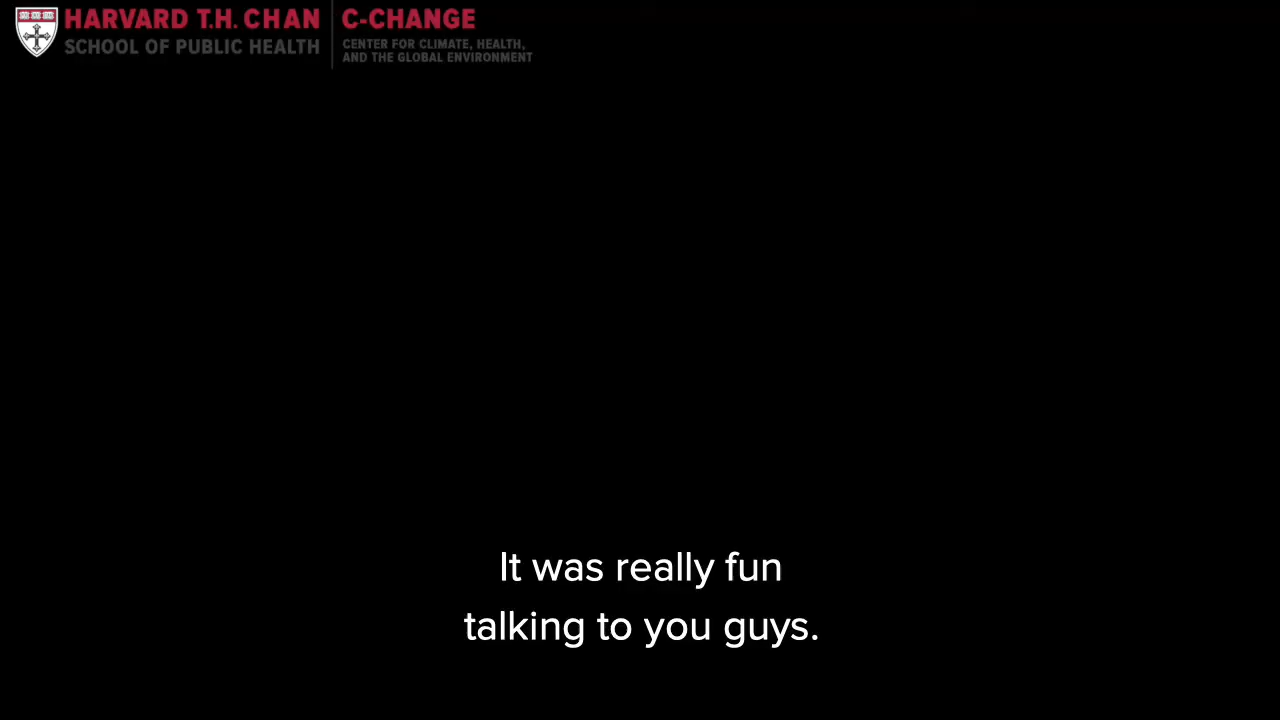 HARVARD T.H. CHAN
SCHOOL OF PUBLIC HEALTH
C-CHANGE
CENTER FOR CLIMATE, HEALTH,
AND THE GLOBAL ENVIRONMENT
It was really fun
talking to you guys.